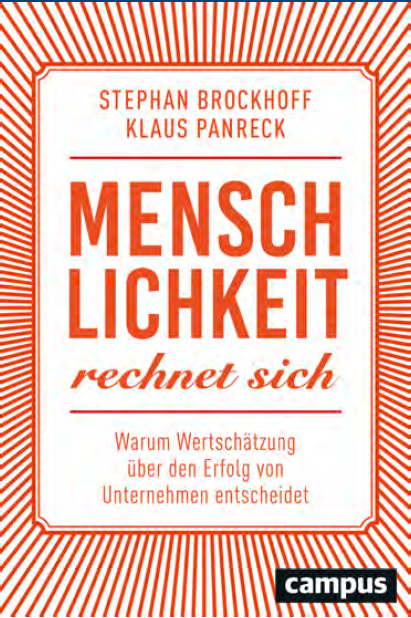 STEPHAN BROCKHOFF
KLAUS PANRECK
MENSCH
LICHKEIT
rechnet sich
Warum Wertschätzung
über den Erfolg von
Unternehmen entscheidet
campus